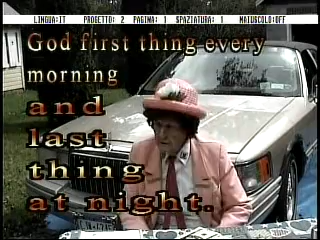 LINGUA:IT PROGETTO: 2 PAGINA: 1 SPAZIATURA: 1 MAIUSCOLO:OFF
God first thing every
morning
and
last
thing
at night.